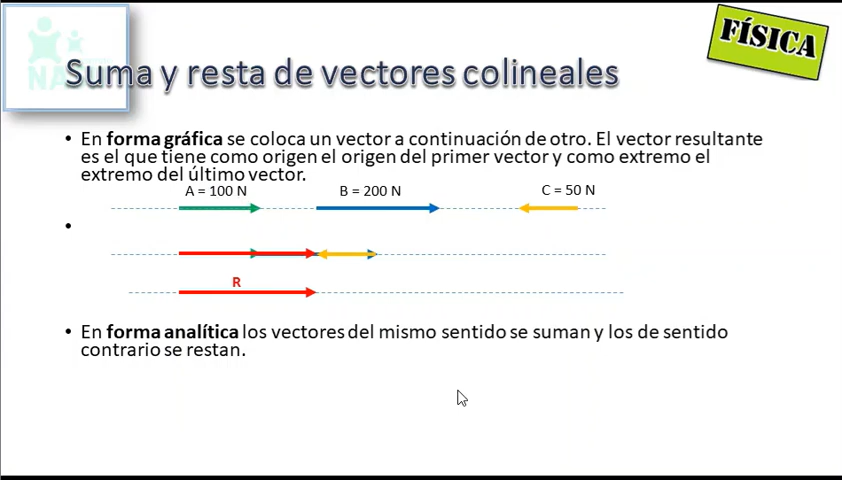 FÍSICA
Suma y resta de vectores colineales
• En forma gráfica se coloca un vector a continuación de otro. El vector resultante
es el que tiene como origen el origen del primer vector y como extremo el
extremo del último vector.
A = 100 N B = 200 N C = 50 N
•
R
• En forma analítica los vectores del mismo sentido se suman y los de sentido
contrario se restan.